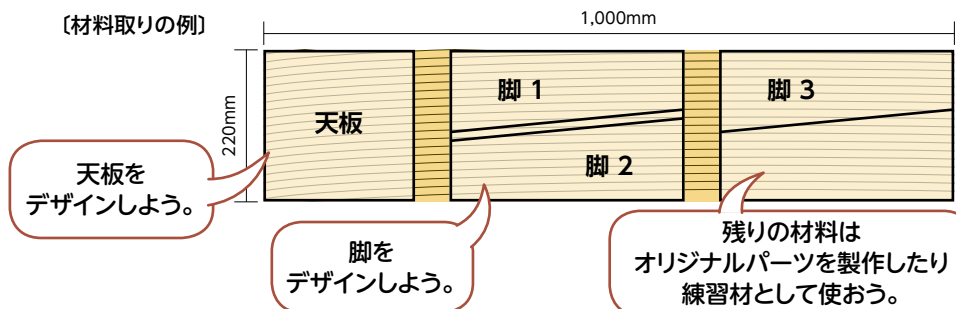 〔材料取りの例〕
1,000mm
220mm
天板
脚 1
脚 2
脚 3
天板を
デザインしよう。
脚を
デザインしよう。
残りの材料は
オリジナルパーツを製作したり
練習材として使おう。